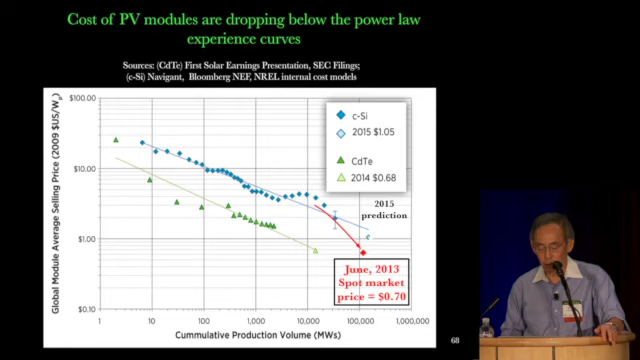 Cost of PV modules are dropping below the power law
experience curves
Sources: (CdTe) First Solar Earnings Presentation, SEC Filings;
(c-Si) Navigant, Bloomberg NEF, NREL internal cost models
Global Module Average Selling Price (2009 $US/Wp)
$100.00
$10.00
$1.00
$0.10
c-Si
2015 $1.05
CdTe
2014 $0.68
2015
prediction
June, 2013
Spot market
price = $0.70
1
10
100
1,000
10,000
100,000
1,000,000
Cummulative Production Volume (MWs)
68